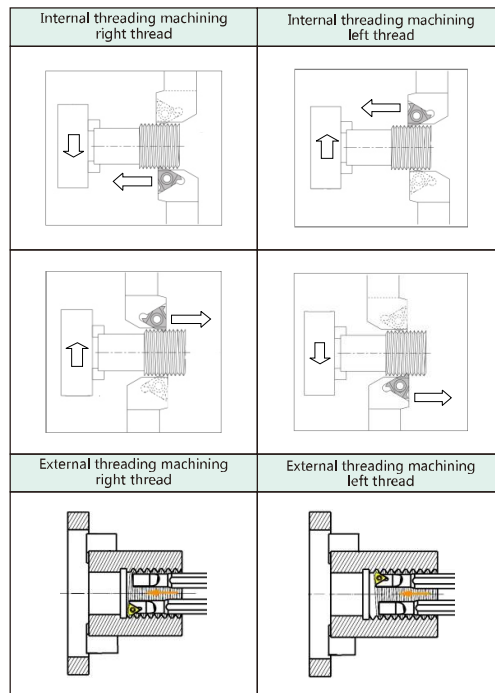 Internal threading machining
right thread
Internal threading machining
left thread
External threading machining
right thread
External threading machining
left thread